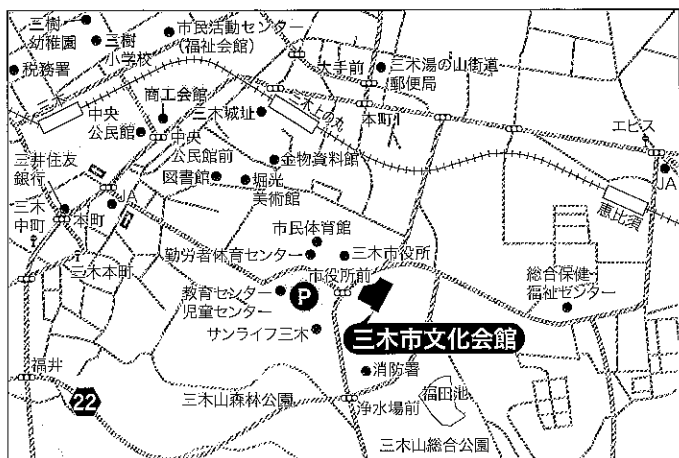 三樹
幼稚園
三樹
小学校
市民活動センター
(福祉会館)
税務署
大手前
三木湯の山街道
郵便局
三木
商工会館
中央
公民館
三木城址
三木上の丸
本町1
エビス
中央
公民館前
三井住友
銀行
金物資料館
図書館
堀光
美術館
JA
恵比須
JA
三木
中町
本町
市民体育館
勤労者体育センター
三木市役所
三木本町
市役所前
総合保健
福祉センター
教育センター
児童センター
P
サンライフ三木
三木市文化会館
福井
消防署
22
三木山森林公園
浄水場前
福田池
三木山総合公園